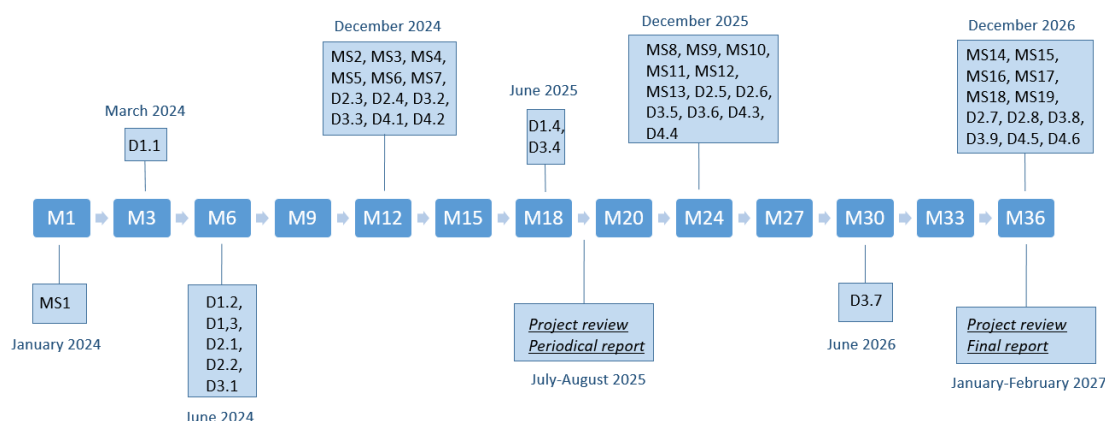 December 2024
MS2, MS3, MS4,
MS5, MS6, MS7,
D2.3, D2.4, D3.2,
D3.3, D4.1, D4.2
December 2025
MS8, MS9, MS10,
MS11, MS12,
MS13, D2.5, D2.6,
D3.5, D3.6, D4.3,
D4.4
December 2026
MS14, MS15,
MS16, MS17,
MS18, MS19,
D2.7, D2.8, D3.8,
D3.9, D4.5, D4.6
March 2024
D1.1
June 2025
D1.4,
D3.4
M1 M3 M6 M9 M12 M15 M18 M20 M24 M27 M30 M33 M36
MS1
January 2024
D1.2,
D1,3,
D2.1,
D2.2,
D3.1
June 2024
Project review
Periodical report
July-August 2025
D3.7
June 2026
Project review
Final report
January-February 2027